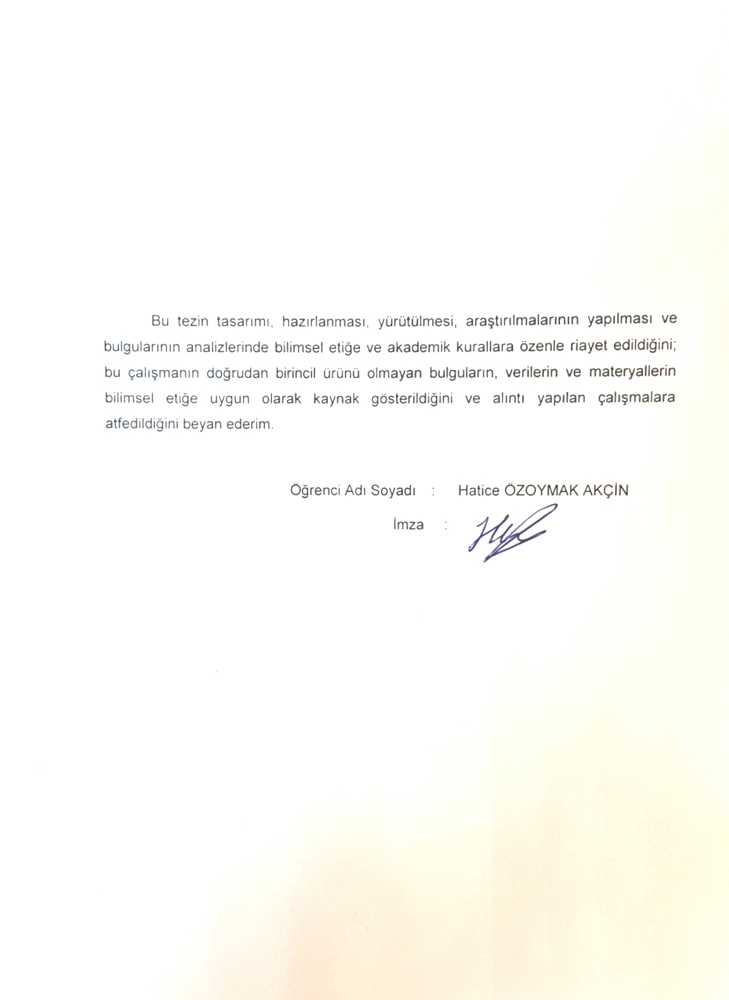 Bu tezin tasarımı, hazırlanması, yürütülmesi, araştırılmalarının yapılması ve
bulgularının analizlerinde bilimsel etiğe ve akademik kurallara özenle riayet edildiğini;
bu çalışmanın doğrudan birincil ürünü olmayan bulguların, verilerin ve materyallerin
bilimsel etiğe uygun olarak kaynak gösterildiğini ve alıntı yapılan çalışmalara
atfedildiğini beyan ederim.
Öğrenci Adı Soyadı : Hatice ÖZOYMAK AKÇİN
İmza :